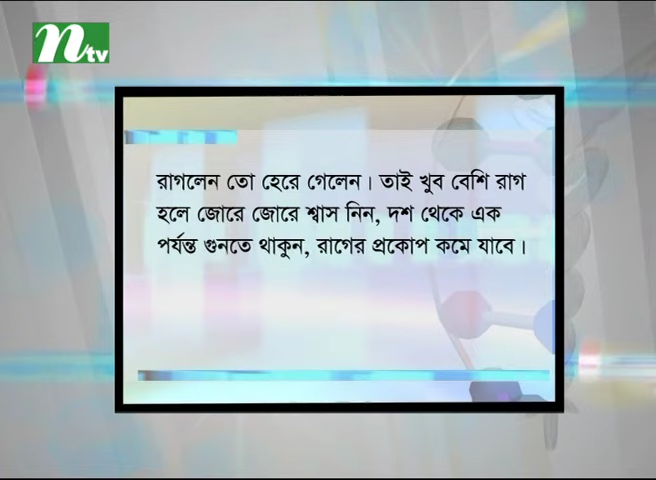 ntv
রাগলেন তো হেরে গেলেন। তাই খুব বেশি রাগ
হলে জোরে জোরে শ্বাস নিন, দশ থেকে এক
পর্যন্ত গুনতে থাকুন, রাগের প্রকোপ কমে যাবে।